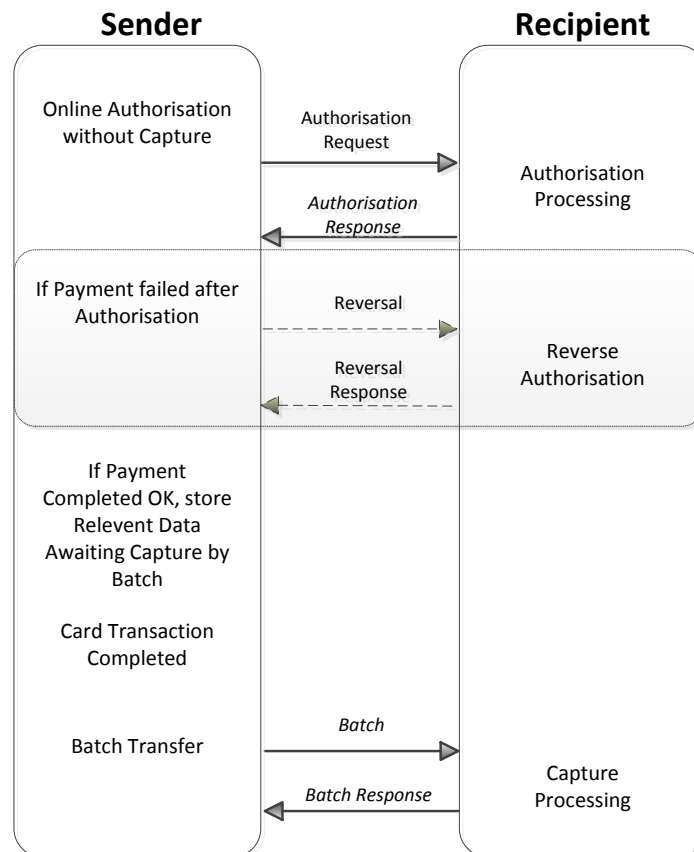 Sender
Recipient
Online Authorisation
without Capture
Authorisation
Request
Authorisation
Processing
Authorisation
Response
If Payment failed after
Authorisation
Reversal
Reverse
Authorisation
Reversal
Response
If Payment
Completed OK, store
Relevent Data
Awaiting Capture by
Batch
Card Transaction
Completed
Batch Transfer
Batch
Capture
Processing
Batch Response